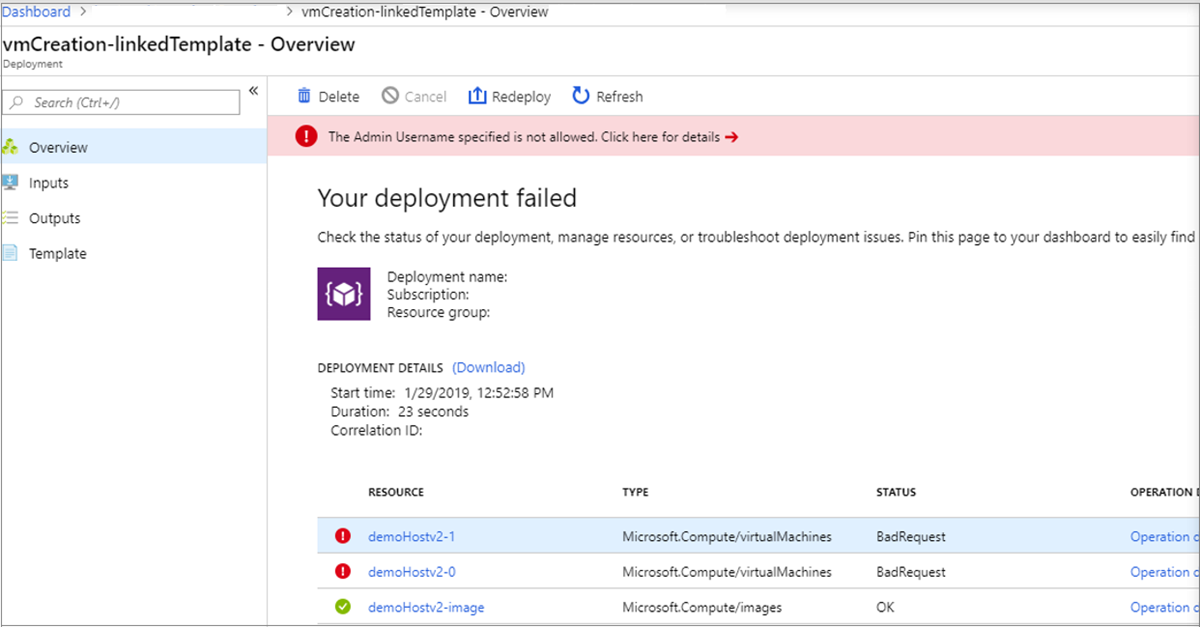 Dashboard > > vmCreation-linkedTemplate - Overview
vmCreation-linkedTemplate - Overview
Deployment
Search (Ctrl+/)
«
Overview
Inputs
Outputs
Template
Delete Cancel Redeploy Refresh
The Admin Username specified is not allowed. Click here for details →
Your deployment failed
Check the status of your deployment, manage resources, or troubleshoot deployment issues. Pin this page to your dashboard to easily find
Deployment name:
Subscription:
Resource group:
DEPLOYMENT DETAILS (Download)
Start time: 1/29/2019, 12:52:58 PM
Duration: 23 seconds
Correlation ID:
RESOURCE TYPE STATUS OPERATION
demoHostv2-1 Microsoft.Compute/virtualMachines BadRequest Operation
demoHostv2-0 Microsoft.Compute/virtualMachines BadRequest Operation
demoHostv2-image Microsoft.Compute/images OK Operation